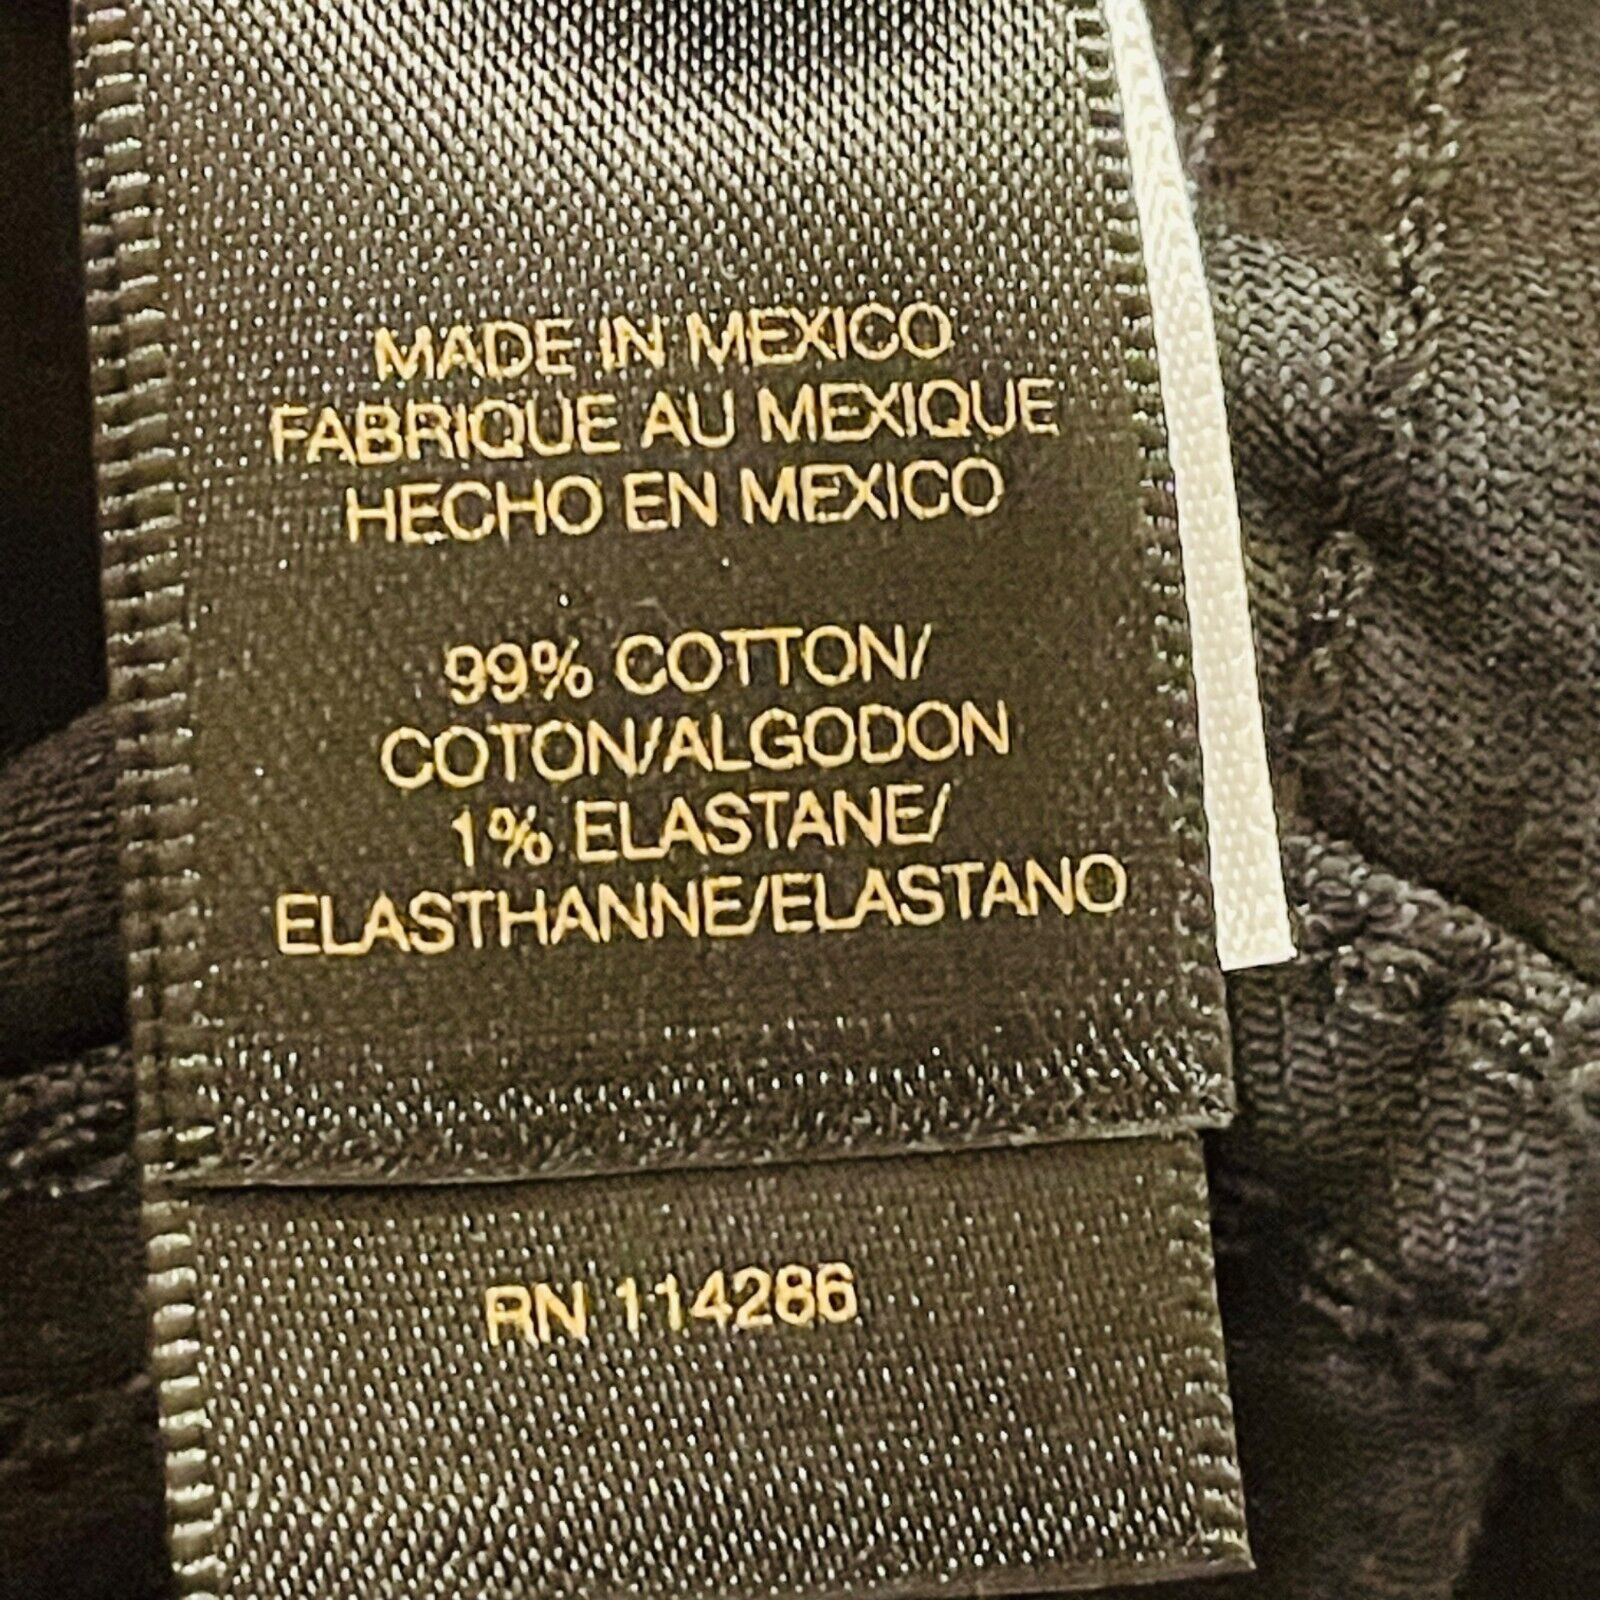 MADE IN MEXICO
FABRIQUE AU MEXIQUE
HECHO EN MEXICO
99% COTTON/
COTON/ALGODON
1% ELASTANE/
ELASTHANNE/ELASTANO
RN 114286